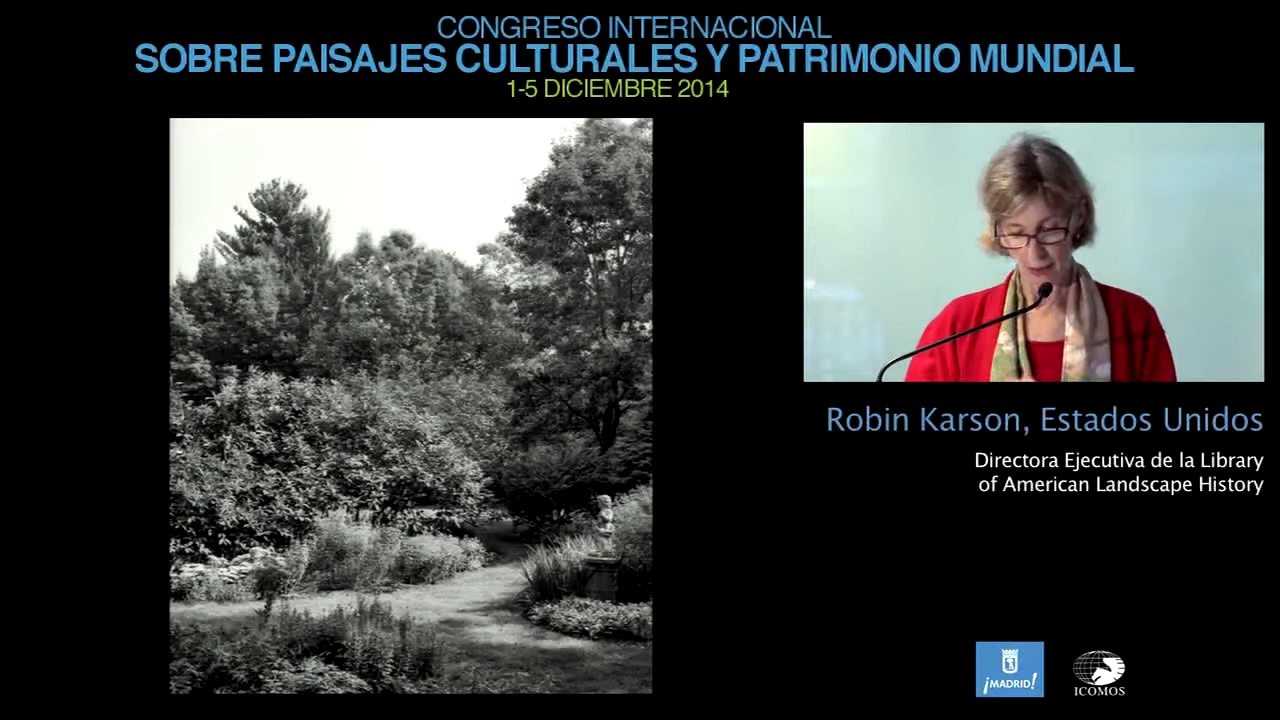 CONGRESO INTERNACIONAL
SOBRE PAISAJES CULTURALES Y PATRIMONIO MUNDIAL
1-5 DICIEMBRE 2014
Robin Karson, Estados Unidos
Directora Ejecutiva de la Library
of American Landscape History
¡MADRID!
ICOMOS